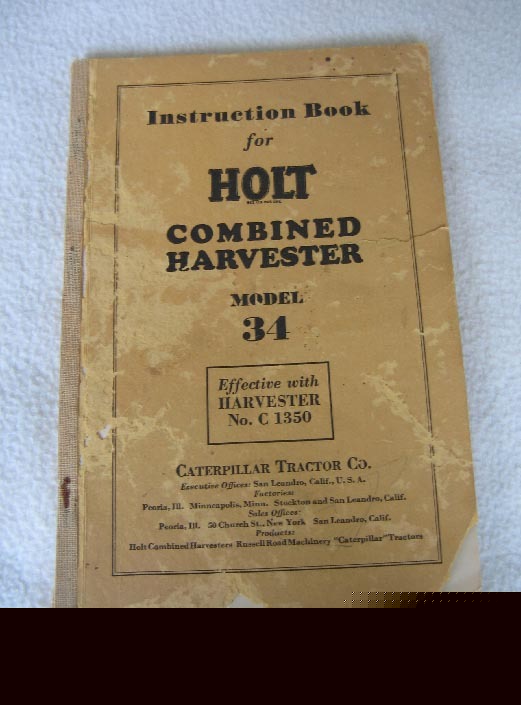 Instruction Book
for
HOLT
COMBINED
HARVESTER
MODEL
34
Effective with
HARVESTER
No. C 1350
CATERPILLAR TRACTOR CO.
Executive Offices: San Leandro, Calif., U. S. A.
Factories:
Peoria, Ill. Minneapolis, Minn. Stockton and San Leandro, Calif.
Sales Offices:
Peoria, Ill. 50 Church St., New York San Leandro, Calif.
Products:
Holt Combined Harvesters Russell Road Machinery "Caterpillar" Tractors